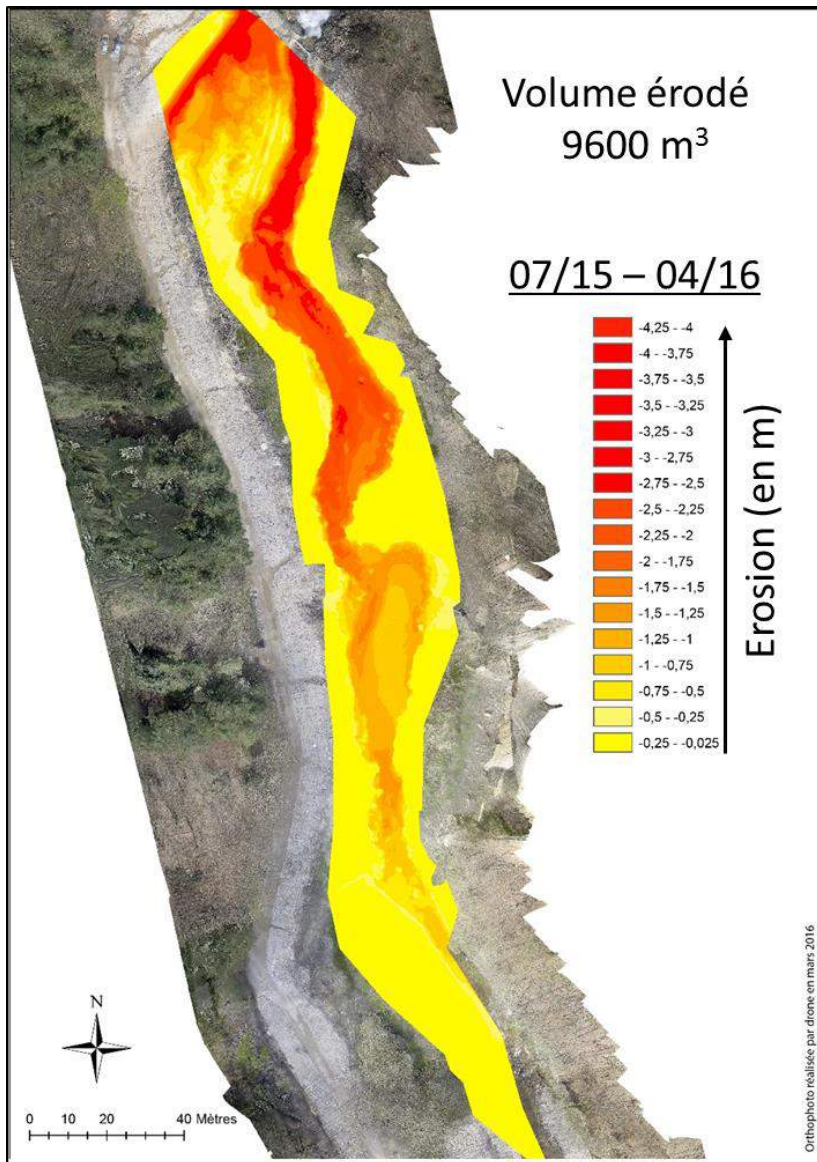 Volume érodé
9600 m³
07/15 – 04/16
-4,25 - -4
-4 - -3,75
-3,75 - -3,5
-3,5 - -3,25
-3,25 - -3
-3 - -2,75
-2,75 - -2,5
-2,5 - -2,25
-2,25 - -2
-2 - -1,75
-1,75 - -1,5
-1,5 - -1,25
-1,25 - -1
-1 - -0,75
-0,75 - -0,5
-0,5 - -0,25
-0,25 - -0,025
Erosion (en m)
N
0 10 20 40 Mètres
Orthophoto réalisée par drone en mars 2016